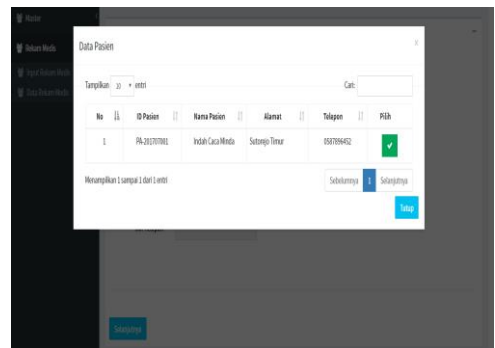 Master
Rekam Medis
Input Rekam Medis
Data Rekam Medis
Data Pasien
x
Tampilkan 10 entri
Cari:
No ID Pasien Nama Pasien Alamat Telepon Pilih
1 PA-201707001 Indah Caca Minda Sutorejo Timur 0587896452
Menampilkan 1 sampai 1 dari 1 entri
Sebelumnya 1 Selanjutnya
Tutup
Selanjutnya